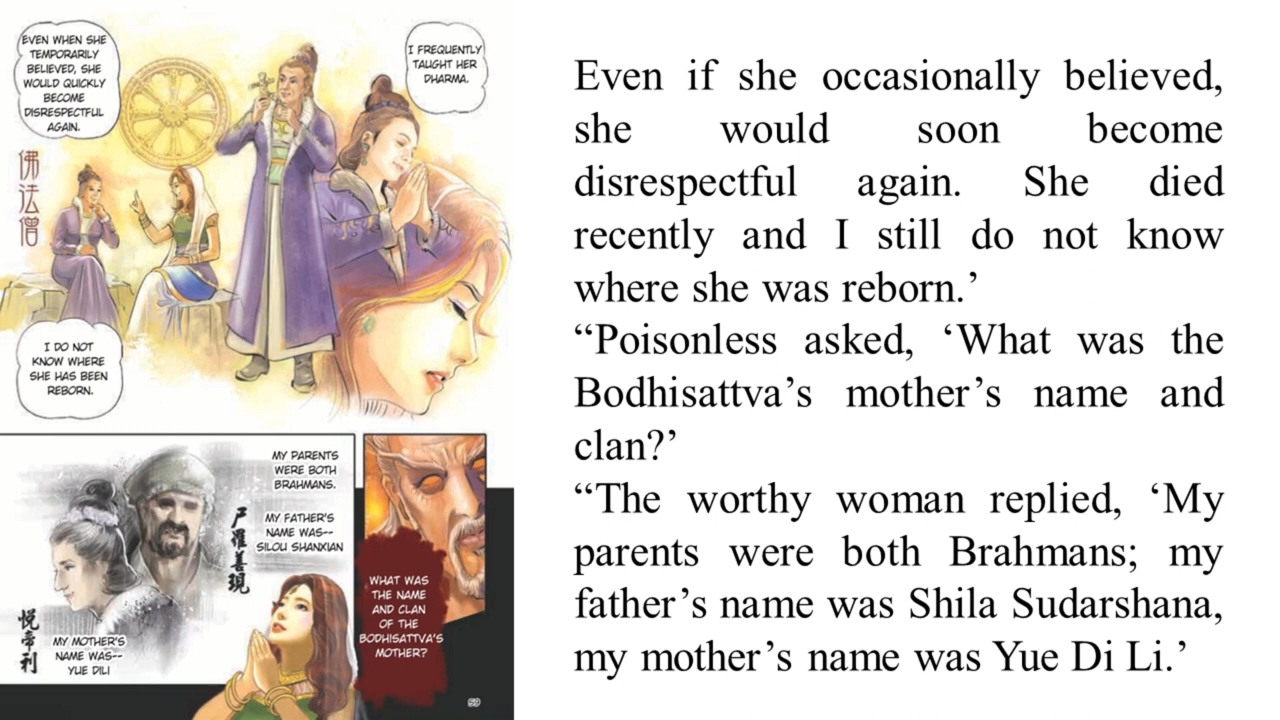 EVEN WHEN SHE
TEMPORARILY
BELIEVED, SHE
WOULD QUICKLY
BECOME
DISRESPECTFUL
AGAIN.
I FREQUENTLY
TAUGHT HER
DHARMA.
佛法僧
I DO NOT
KNOW WHERE
SHE HAS BEEN
REBORN.
MY PARENTS
WERE BOTH
BRAHMANS.
MY FATHER'S
NAME WAS--
SILOU SHANXIAN
尸羅善現
悅帝利
MY MOTHER'S
NAME WAS--
YUE DILI
WHAT WAS
THE NAME
AND CLAN
OF THE
BODHISATTVA'S
MOTHER?
59
Even if she occasionally believed,
she would soon become
disrespectful again. She died
recently and I still do not know
where she was reborn.’
“Poisonless asked, ‘What was the
Bodhisattva’s mother’s name and
clan?’
“The worthy woman replied, ‘My
parents were both Brahmans; my
father’s name was Shila Sudarshana,
my mother’s name was Yue Di Li.’